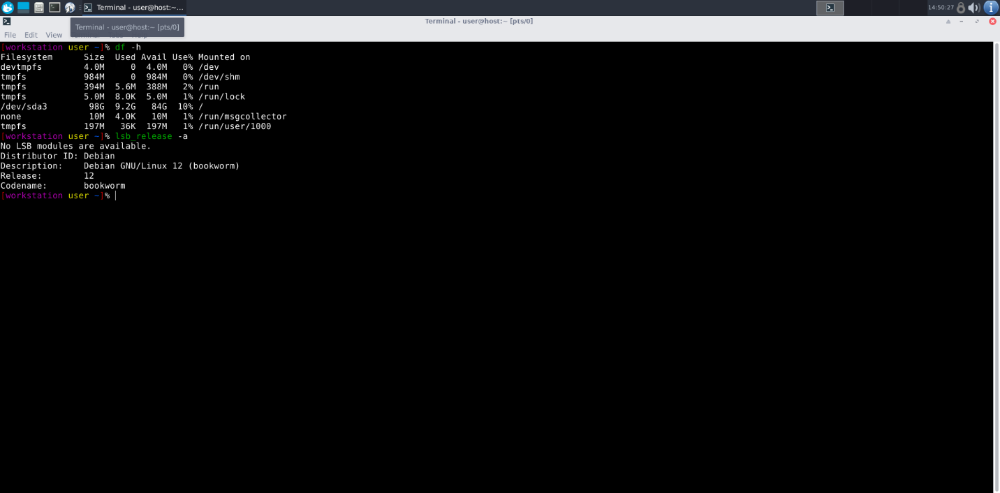 Terminal - user@host:~...
14:50:27
Terminal - user@host:~ [pts/0]
Terminal - user@host:~ [pts/0]
File Edit View
[workstation user ~]% df -h
Filesystem Size Used Avail Use% Mounted on
devtmpfs 4.0M 0 4.0M 0% /dev
tmpfs 984M 0 984M 0% /dev/shm
tmpfs 394M 5.6M 388M 2% /run
tmpfs 5.0M 8.0K 5.0M 1% /run/lock
/dev/sda3 98G 9.2G 84G 10% /
none 10M 4.0K 10M 1% /run/msgcollector
tmpfs 197M 36K 197M 1% /run/user/1000
[workstation user ~]% lsb_release -a
No LSB modules are available.
Distributor ID: Debian
Description: Debian GNU/Linux 12 (bookworm)
Release: 12
Codename: bookworm
[workstation user ~]%